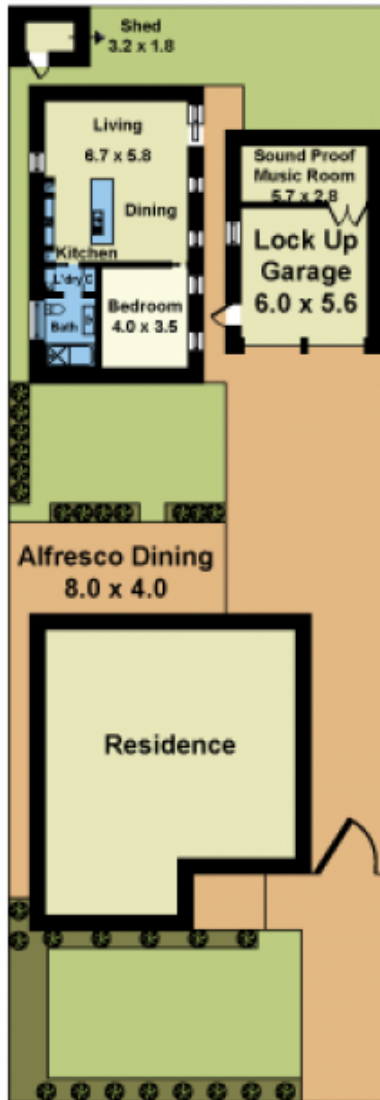 Shed
3.2 x 1.8
Living
6.7 x 5.8
Dining
Kitchen
L'dry C
Bath
Bedroom
4.0 x 3.5
Sound Proof
Music Room
5.7 x 2.8
Lock Up
Garage
6.0 x 5.6
Alfresco Dining
8.0 x 4.0
Residence